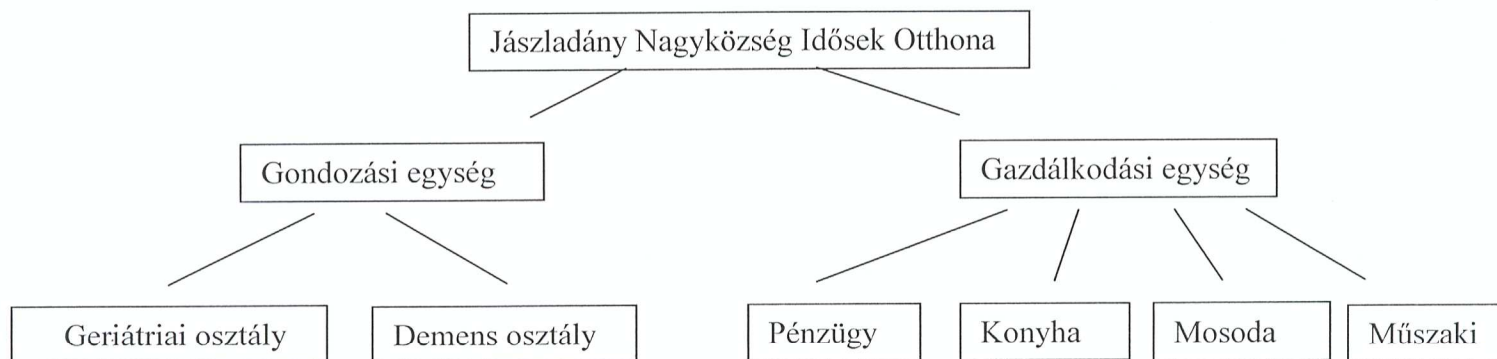 Jászladány Nagyközség Idősek Otthona
Gondozási egység
Gazdálkodási egység
Geriátriai osztály
Demens osztály
Pénzügy
Konyha
Mosoda
Műszaki